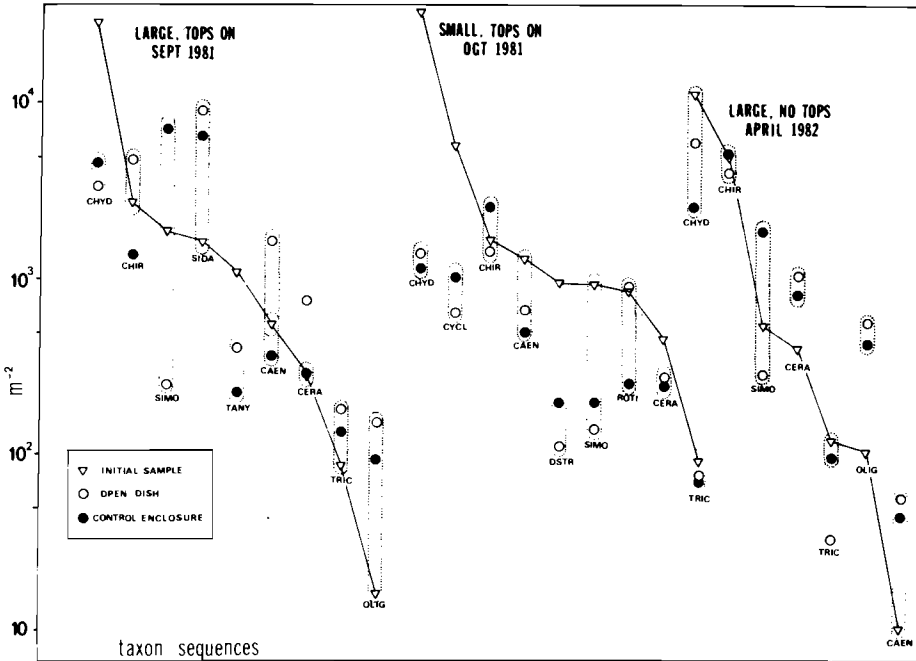 LARGE, TOPS ON
SEPT 1981
SMALL, TOPS ON
OCT 1981
LARGE, NO TOPS
APRIL 1982
10⁴
10³
10²
10
m⁻²
CHYD
CHIR
SIMO
SIDA
TANY
CAEN
CERA
TRIC
OLIG
CHYD
CYCL
CHIR
CAEN
DSTR
SIMO
ROTI
CERA
TRIC
CHYD
CHIR
SIMO
CERA
TRIC
OLIG
CAEN
INITIAL SAMPLE
OPEN DISH
CONTROL ENCLOSURE
taxon sequences